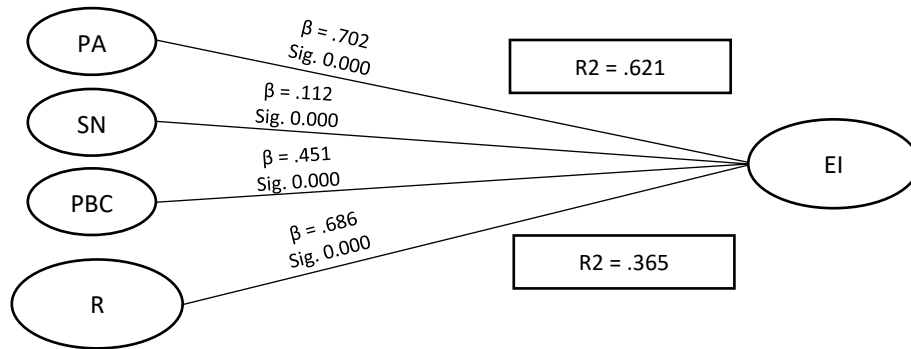 PA
β = .702
Sig. 0.000
R2 = .621
SN
β = .112
Sig. 0.000
EI
PBC
β = .451
Sig. 0.000
R
β = .686
Sig. 0.000
R2 = .365